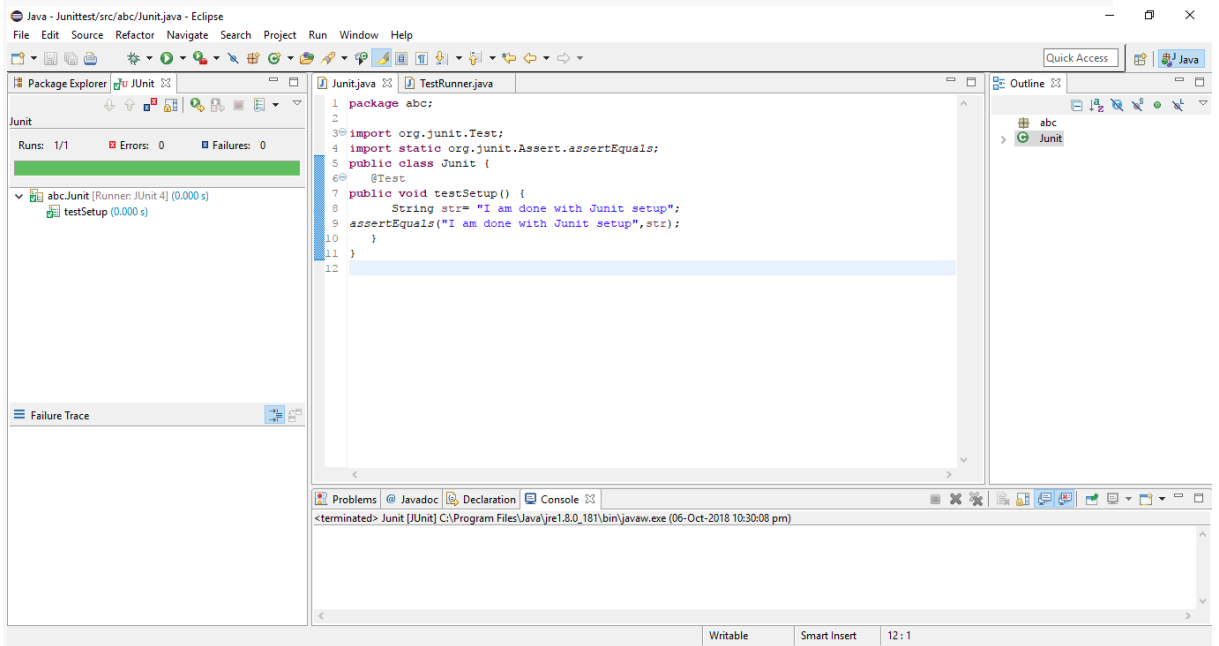 Java - Junittest/src/abc/Junit.java - Eclipse
File Edit Source Refactor Navigate Search Project Run Window Help
Quick Access
Java
Package Explorer
JUnit
Junit
Runs: 1/1
Errors: 0
Failures: 0
abc.Junit [Runner: JUnit 4] (0.000 s)
testSetup (0.000 s)
Failure Trace
Junit.java
TestRunner.java
1 package abc;
2
3 import org.junit.Test;
4 import static org.junit.Assert.assertEquals;
5 public class Junit {
6 @Test
7 public void testSetup() {
8 String str= "I am done with Junit setup";
9 assertEquals("I am done with Junit setup",str);
10 }
11 }
12
Outline
abc
Junit
Problems
Javadoc
Declaration
Console
<terminated> Junit [JUnit] C:\Program Files\Java\jre1.8.0_181\bin\javaw.exe (06-Oct-2018 10:30:08 pm)
Writable
Smart Insert
12 : 1